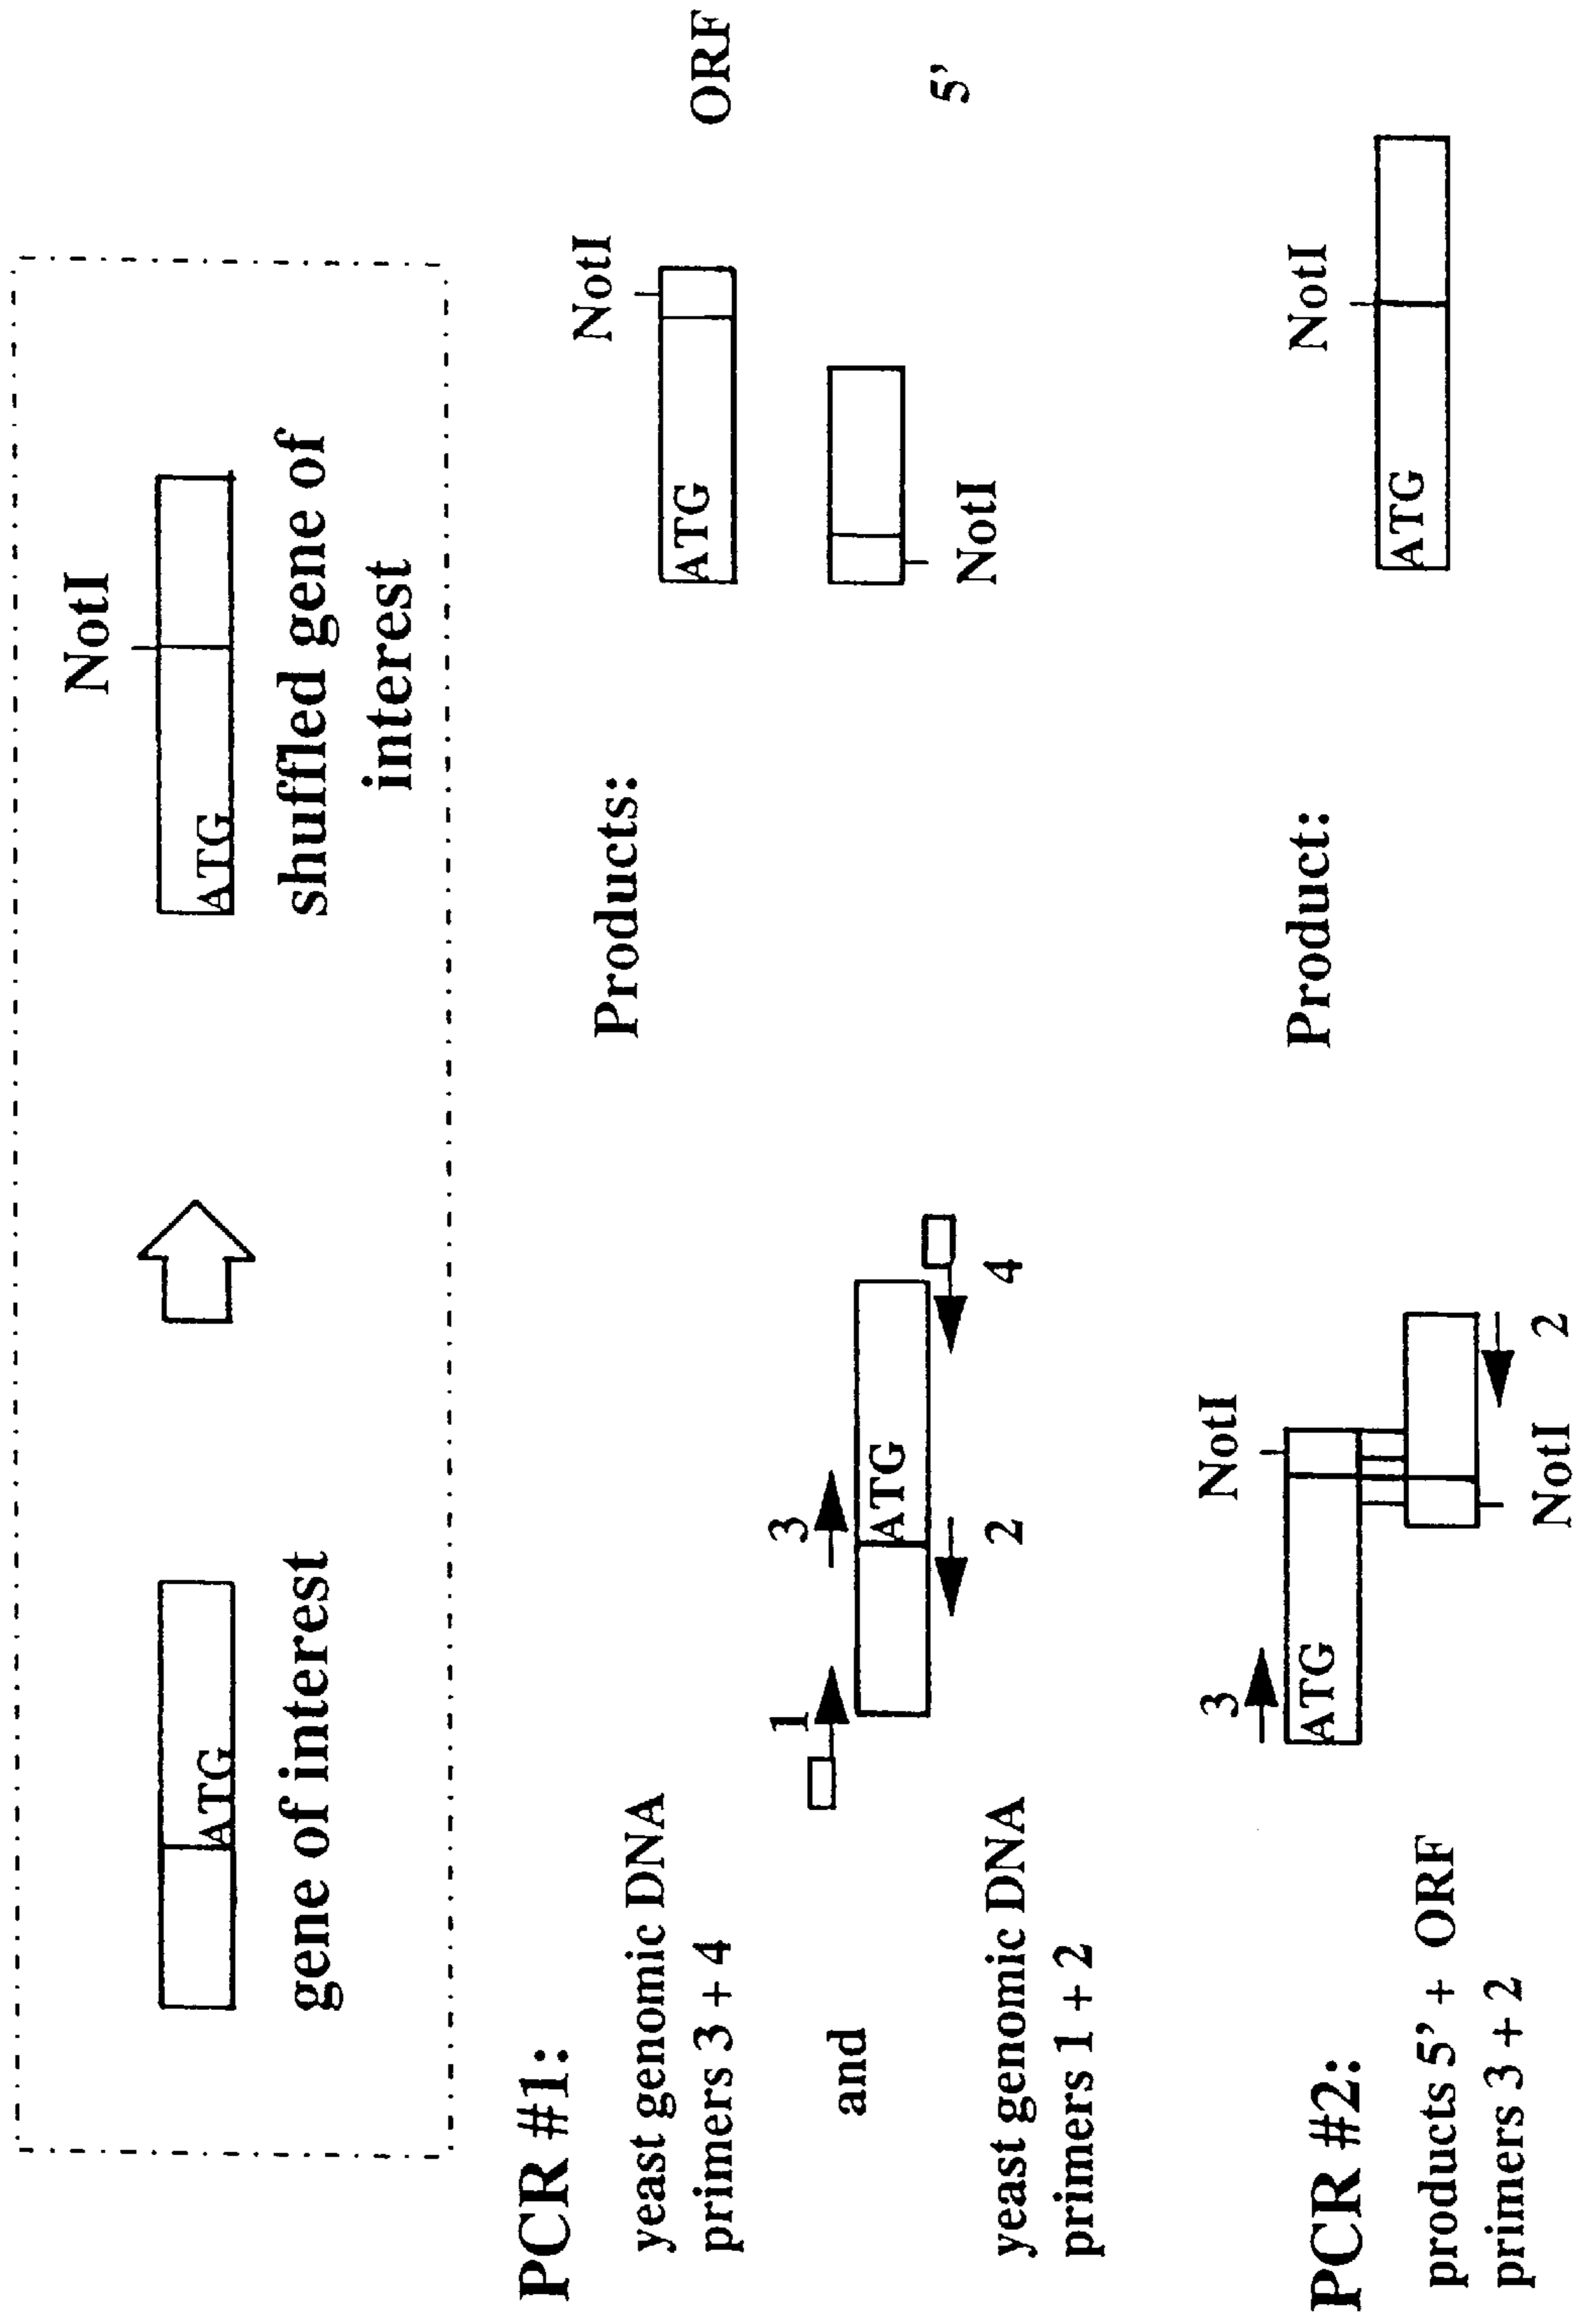 NotI
ATG
ATG
gene of interest
shuffled gene of
interest
PCR #1:
Products:
yeast genomic DNA
primers 3 + 4
and
yeast genomic DNA
primers 1 + 2
1
3
ATG
2
4
NotI
ATG
ORF
5'
NotI
PCR #2:
Product:
products 5' + ORF
primers 3 + 2
3
NotI
ATG
NotI
2
NotI
ATG